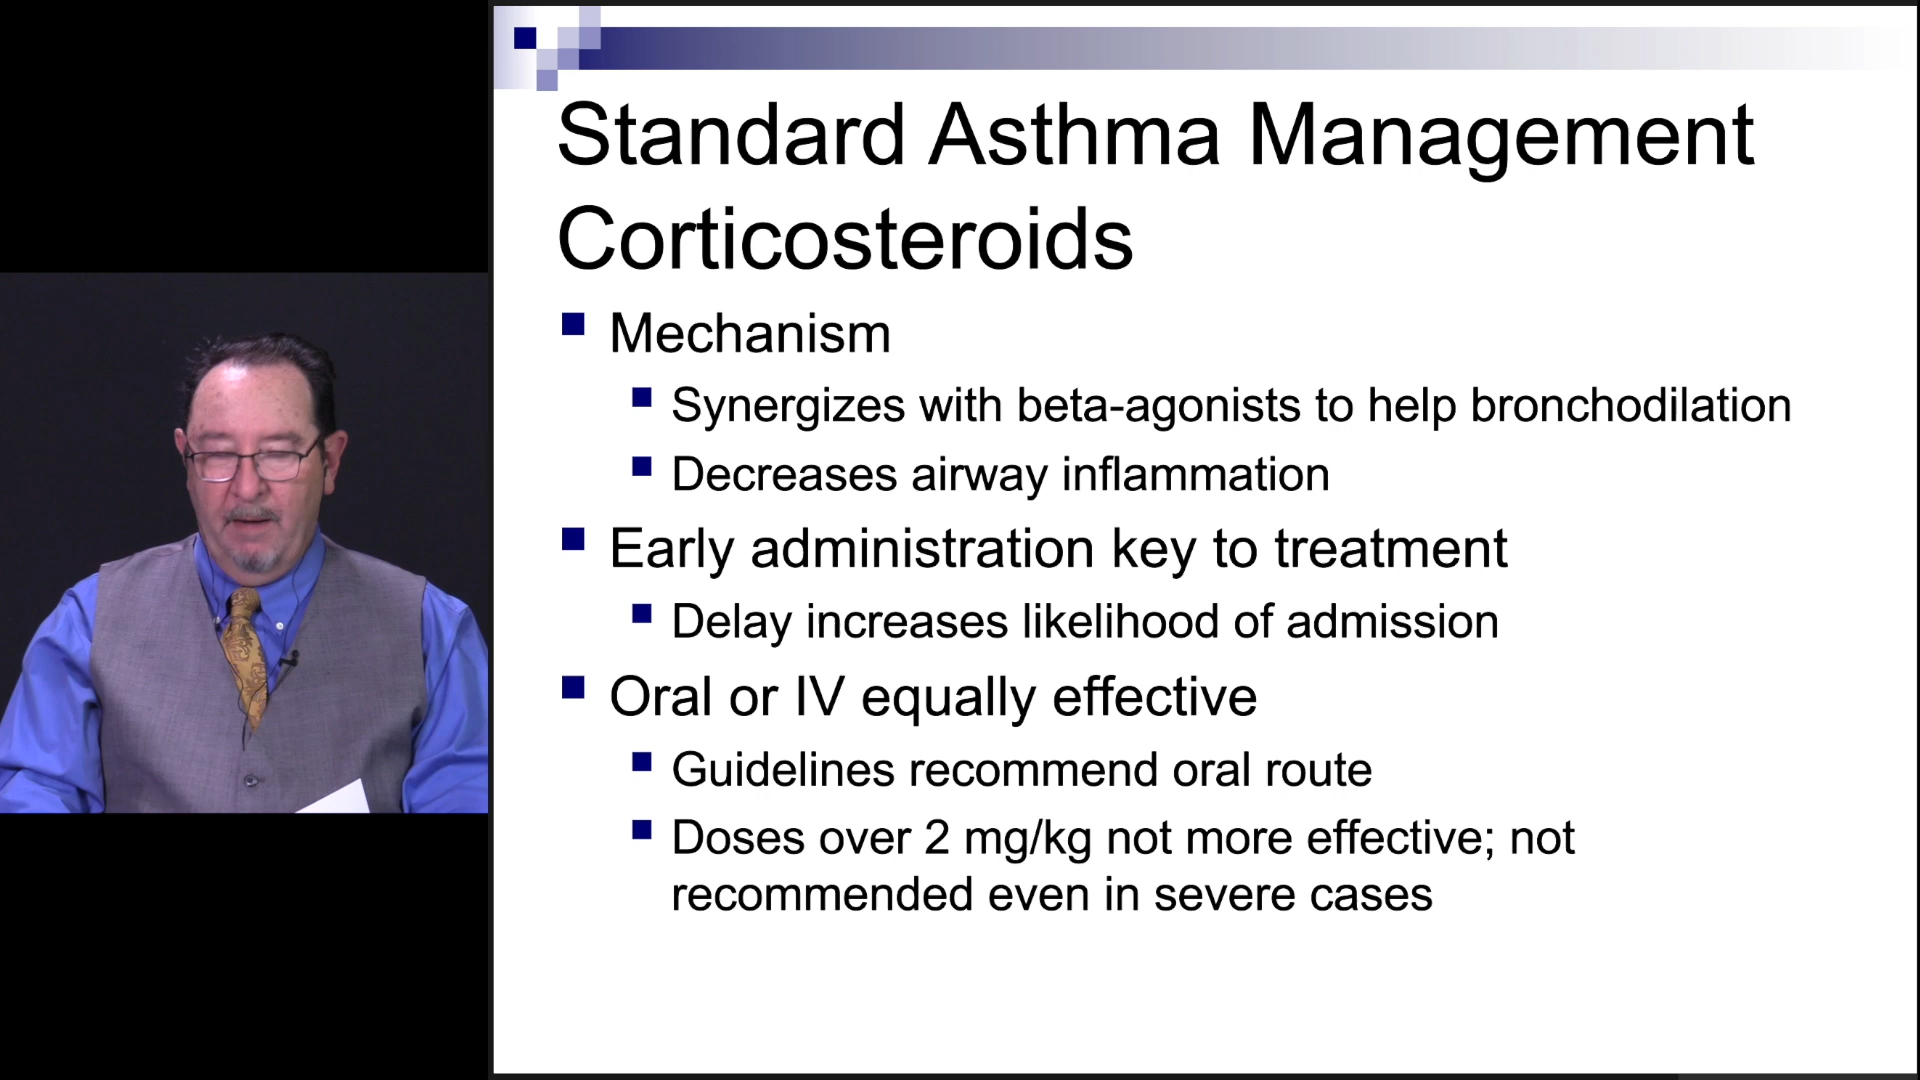 Standard Asthma Management
Corticosteroids
Mechanism
Synergizes with beta-agonists to help bronchodilation
Decreases airway inflammation
Early administration key to treatment
Delay increases likelihood of admission
Oral or IV equally effective
Guidelines recommend oral route
Doses over 2 mg/kg not more effective; not
recommended even in severe cases